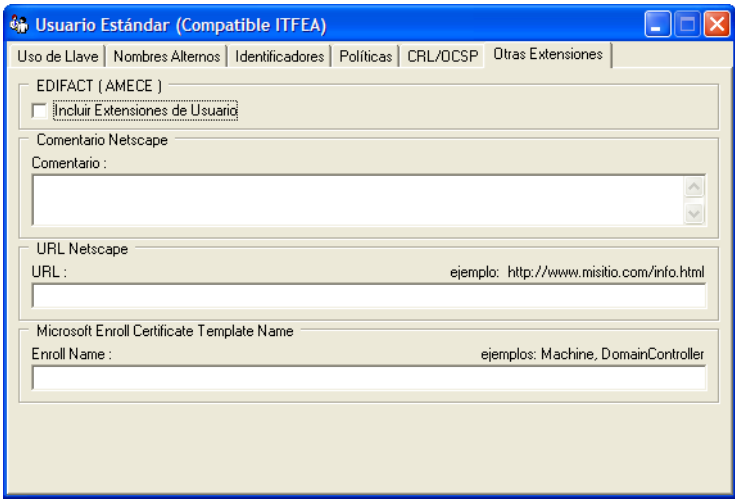 Usuario Estándar (Compatible ITFEA)
Uso de Llave Nombres Alternos Identificadores Políticas CRL/OCSP Otras Extensiones
EDIFACT ( AMECE )
Incluir Extensiones de Usuario
Comentario Netscape
Comentario :
URL Netscape
URL : ejemplo: http://www.misitio.com/info.html
Microsoft Enroll Certificate Template Name
Enroll Name : ejemplos: Machine, DomainController